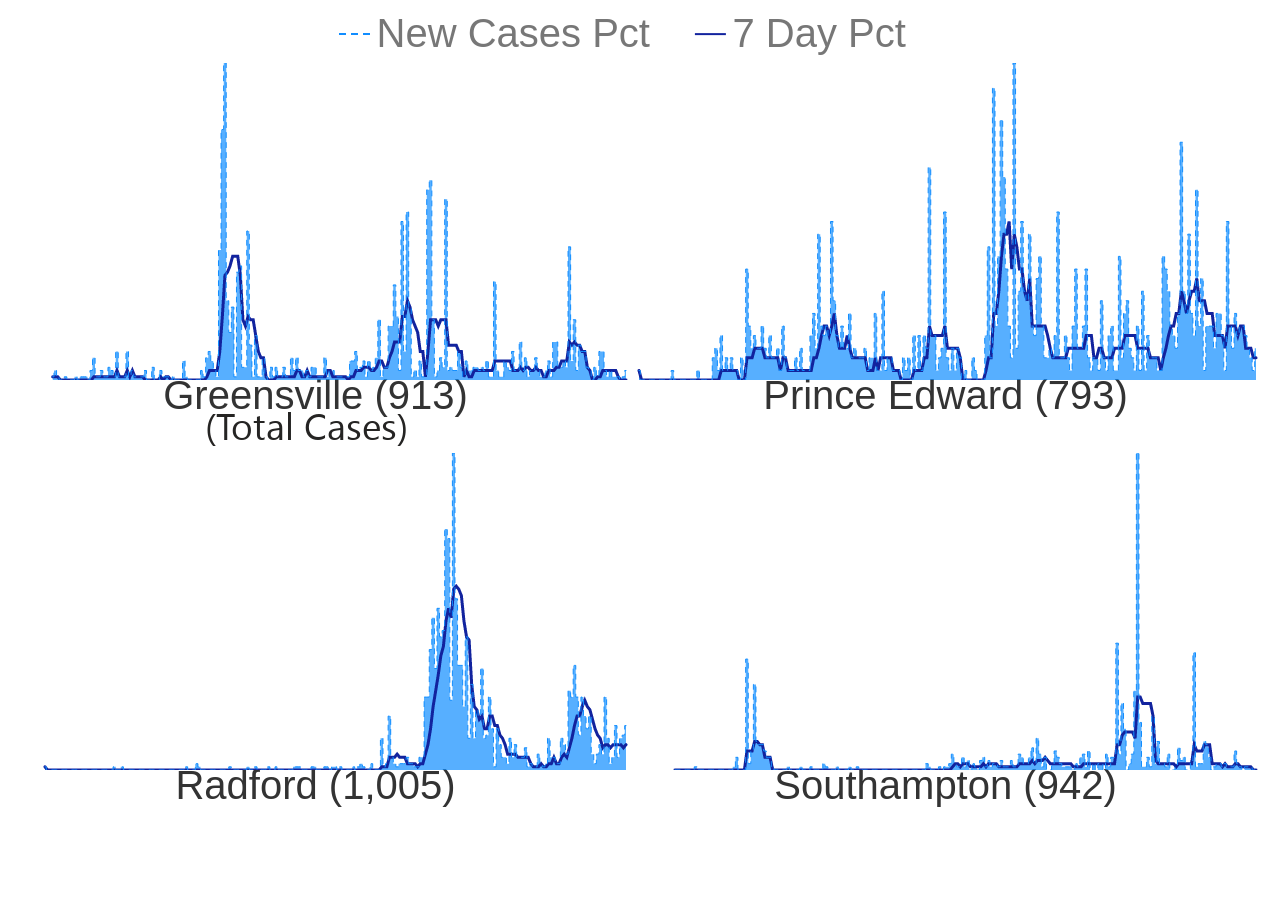 New Cases Pct 7 Day Pct
Greensville (913) Prince Edward (793)
(Total Cases)
Radford (1,005) Southampton (942)